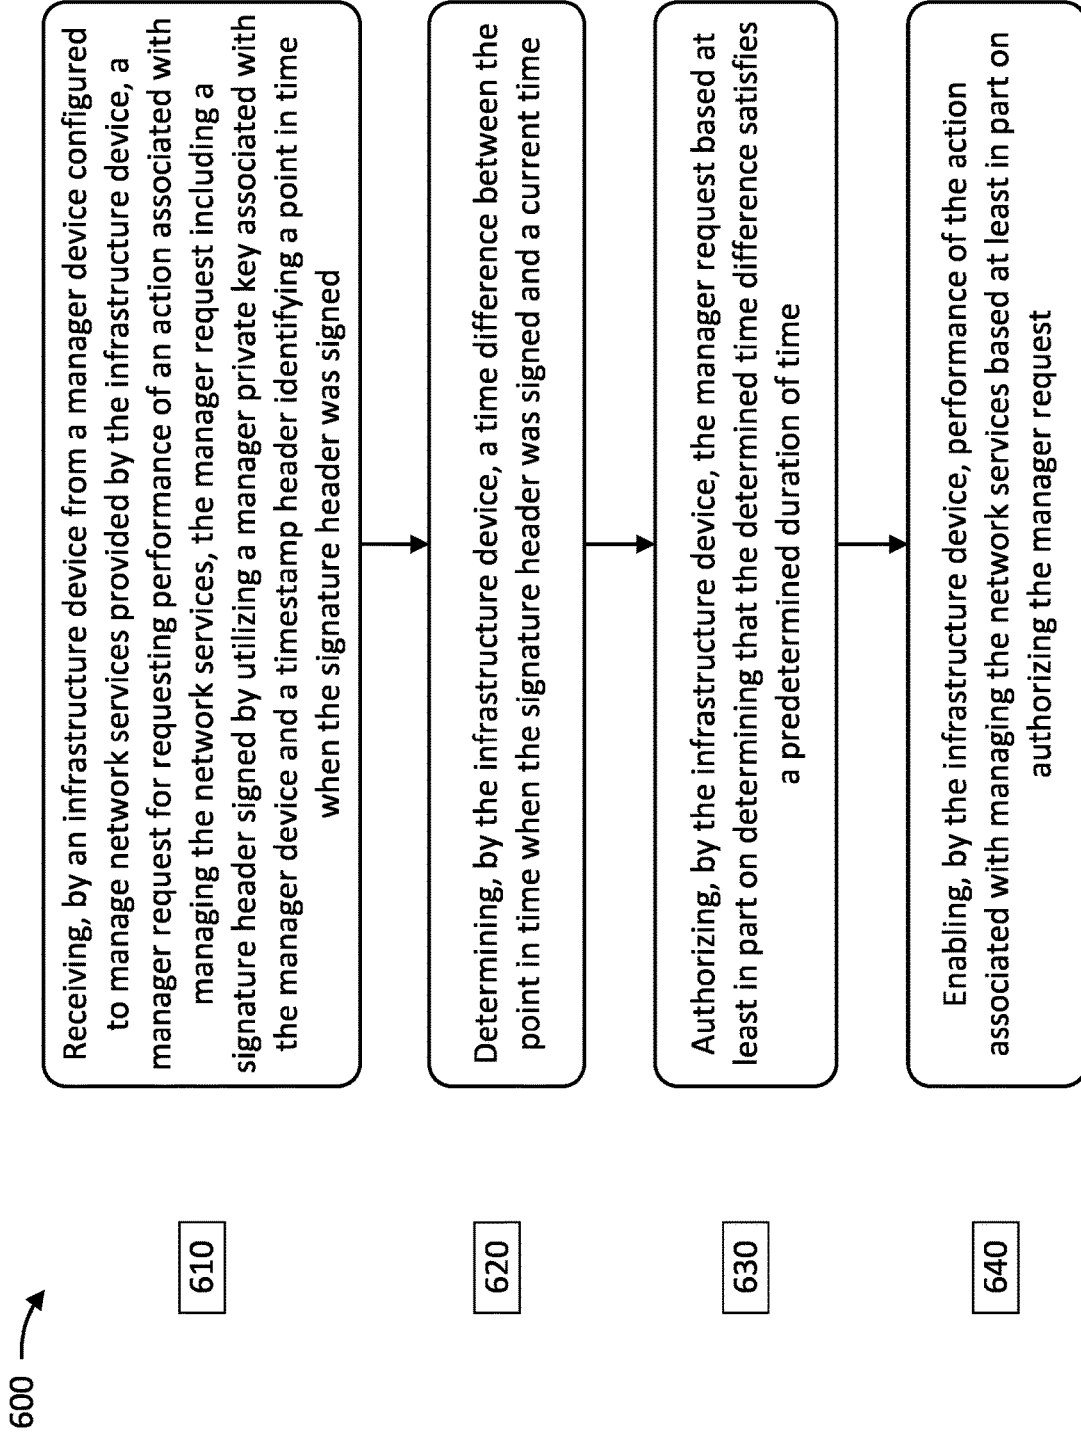 600
610
Receiving, by an infrastructure device from a manager device configured
to manage network services provided by the infrastructure device, a
manager request for requesting performance of an action associated with
managing the network services, the manager request including a
signature header signed by utilizing a manager private key associated with
the manager device and a timestamp header identifying a point in time
when the signature header was signed
620
Determining, by the infrastructure device, a time difference between the
point in time when the signature header was signed and a current time
630
Authorizing, by the infrastructure device, the manager request based at
least in part on determining that the determined time difference satisfies
a predetermined duration of time
640
Enabling, by the infrastructure device, performance of the action
associated with managing the network services based at least in part on
authorizing the manager request